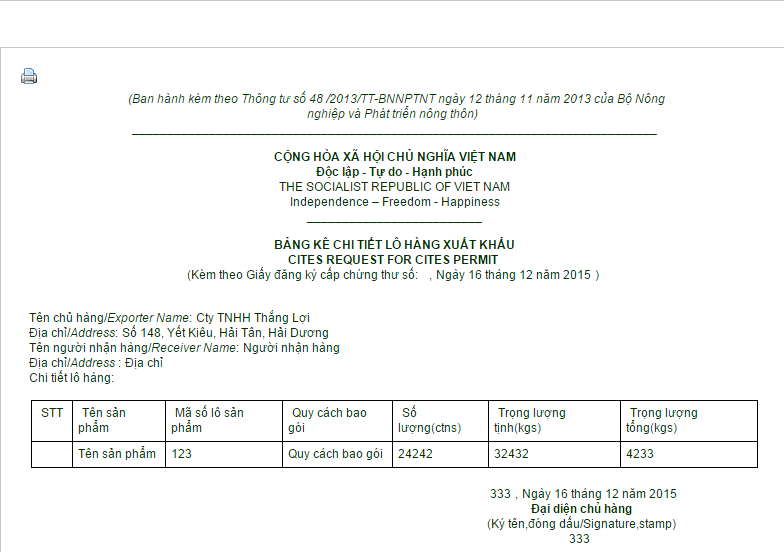 (Ban hành kèm theo Thông tư số 48 /2013/TT-BNNPTNT ngày 12 tháng 11 năm 2013 của Bộ Nông
nghiệp và Phát triển nông thôn)
CỘNG HÒA XÃ HỘI CHỦ NGHĨA VIỆT NAM
Độc lập - Tự do - Hạnh phúc
THE SOCIALIST REPUBLIC OF VIET NAM
Independence – Freedom - Happiness
BẢNG KÊ CHI TIẾT LÔ HÀNG XUẤT KHẨU
CITES REQUEST FOR CITES PERMIT
(Kèm theo Giấy đăng ký cấp chứng thư số: , Ngày 16 tháng 12 năm 2015 )
Tên chủ hàng/Exporter Name: Cty TNHH Thắng Lợi
Địa chỉ/Address: Số 148, Yết Kiêu, Hải Tân, Hải Dương
Tên người nhận hàng/Receiver Name: Người nhận hàng
Địa chỉ/Address : Địa chỉ
Chi tiết lô hàng:
STT Tên sản Mã số lô sản Quy cách bao Số Trọng lượng Trọng lượng
phẩm phẩm gói lượng(ctns) tịnh(kgs) tổng(kgs)
Tên sản phẩm 123 Quy cách bao gói 24242 32432 4233
333 , Ngày 16 tháng 12 năm 2015
Đại diện chủ hàng
(Ký tên,đóng dấu/Signature,stamp)
333